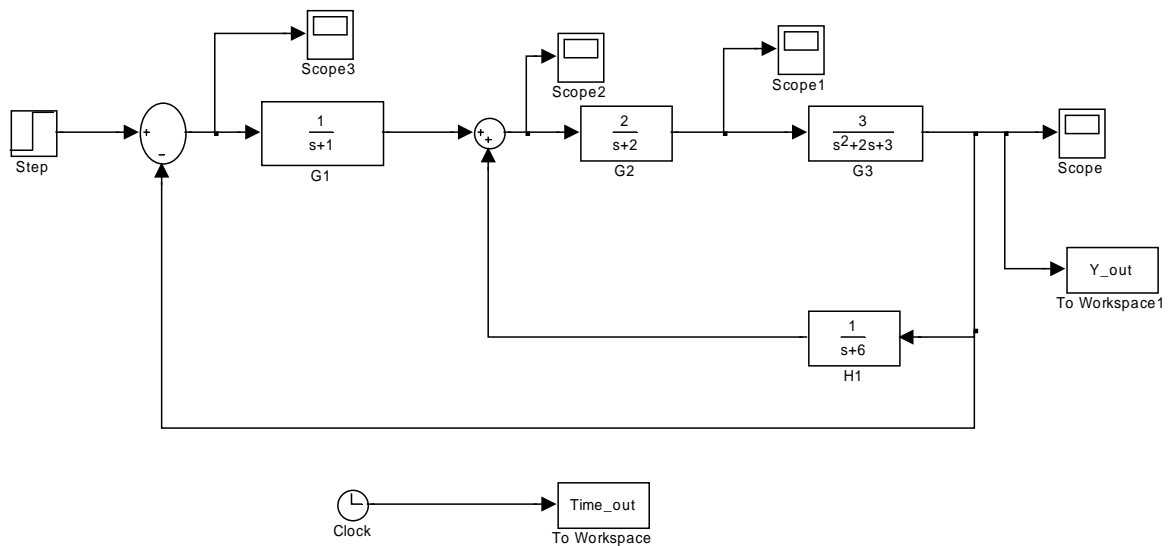 Scope3
Scope2
Scope1
Step
+
−
1
s+1
G1
+
+
2
s+2
G2
3
s²+2s+3
G3
Scope
Y_out
To Workspace1
1
s+6
H1
Clock
Time_out
To Workspace